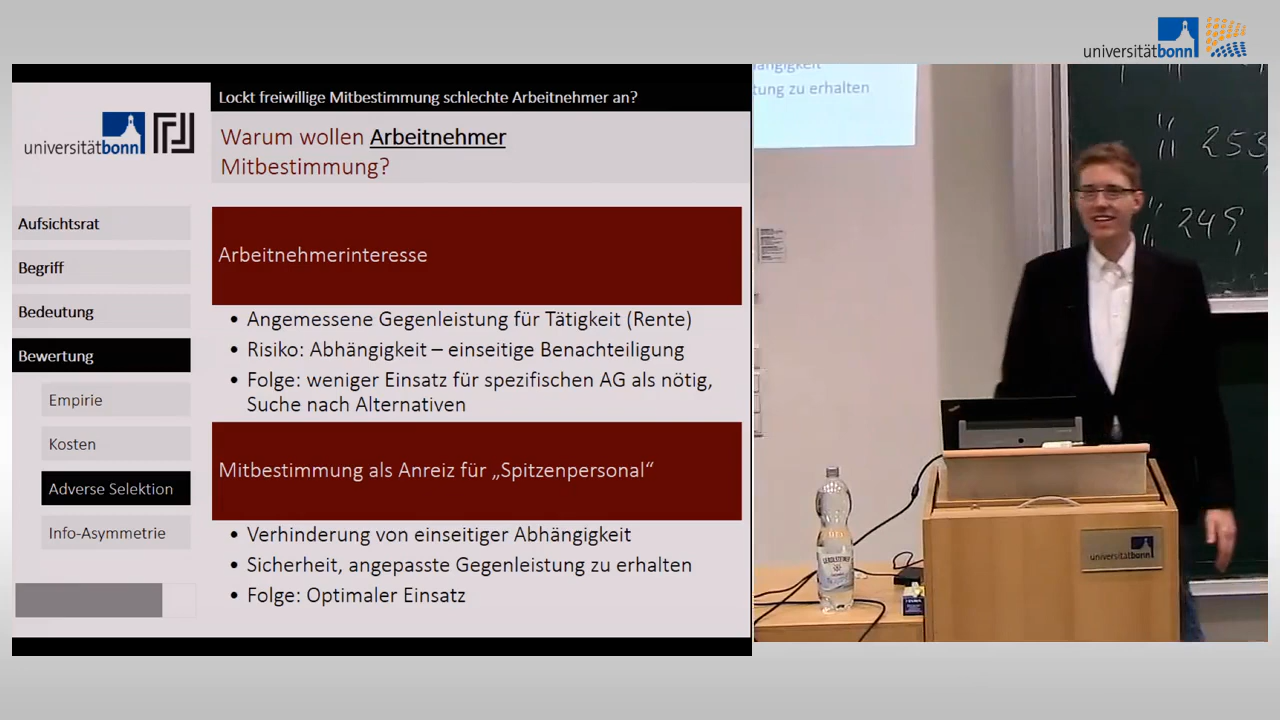 universitätbonn
Lockt freiwillige Mitbestimmung schlechte Arbeitnehmer an?
universitätbonn
Warum wollen Arbeitnehmer
Mitbestimmung?
Aufsichtsrat
Begriff
Bedeutung
Bewertung
Empirie
Kosten
Adverse Selektion
Info-Asymmetrie
Arbeitnehmerinteresse
• Angemessene Gegenleistung für Tätigkeit (Rente)
• Risiko: Abhängigkeit – einseitige Benachteiligung
• Folge: weniger Einsatz für spezifischen AG als nötig,
Suche nach Alternativen
Mitbestimmung als Anreiz für „Spitzenpersonal“
• Verhinderung von einseitiger Abhängigkeit
• Sicherheit, angepasste Gegenleistung zu erhalten
• Folge: Optimaler Einsatz
tung zu erhalten
253,
249,
GEROLSTEINER
universitätbonn